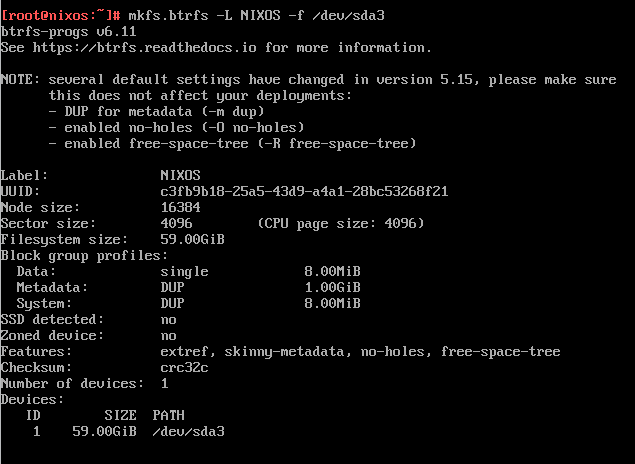 [root@nixos:~]# mkfs.btrfs -L NIXOS -f /dev/sda3
btrfs-progs v6.11
See https://btrfs.readthedocs.io for more information.
NOTE: several default settings have changed in version 5.15, please make sure
this does not affect your deployments:
- DUP for metadata (-m dup)
- enabled no-holes (-O no-holes)
- enabled free-space-tree (-R free-space-tree)
Label: NIXOS
UUID: c3fb9b18-25a5-43d9-a4a1-28bc53268f21
Node size: 16384
Sector size: 4096 (CPU page size: 4096)
Filesystem size: 59.00GiB
Block group profiles:
Data: single 8.00MiB
Metadata: DUP 1.00GiB
System: DUP 8.00MiB
SSD detected: no
Zoned device: no
Features: extref, skinny-metadata, no-holes, free-space-tree
Checksum: crc32c
Number of devices: 1
Devices:
ID SIZE PATH
1 59.00GiB /dev/sda3